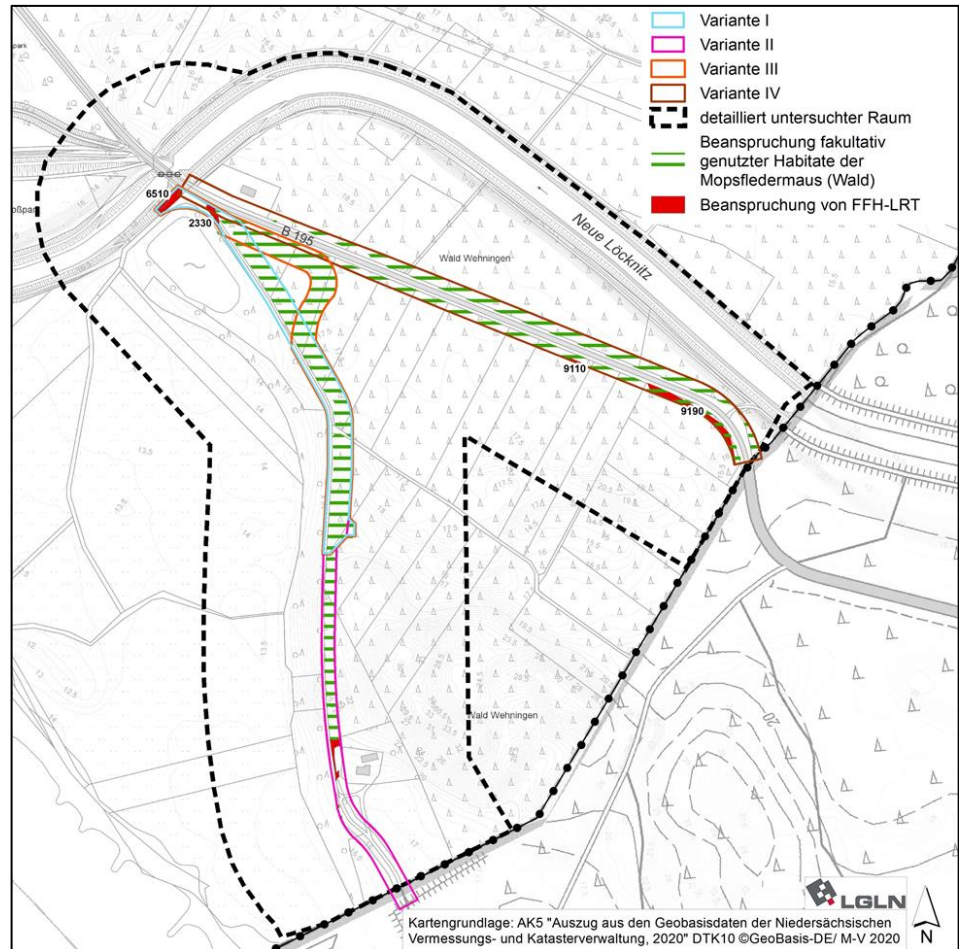 Variante I
Variante II
Variante III
Variante IV
detailliert untersuchter Raum
Beanspruchung fakultativ
genutzter Habitate der
Mopsfledermaus (Wald)
Beanspruchung von FFH-LRT
6510
2330
B 195
Wald Wehningen
Neue Löcknitz
9110
9190
Wald Wehningen
20
LGLN
Kartengrundlage: AK5 "Auszug aus den Geobasisdaten der Niedersächsischen
Vermessungs- und Katasterverwaltung, 2020" DTK10 ©GeoBasis-DE/ M-V 2020
N